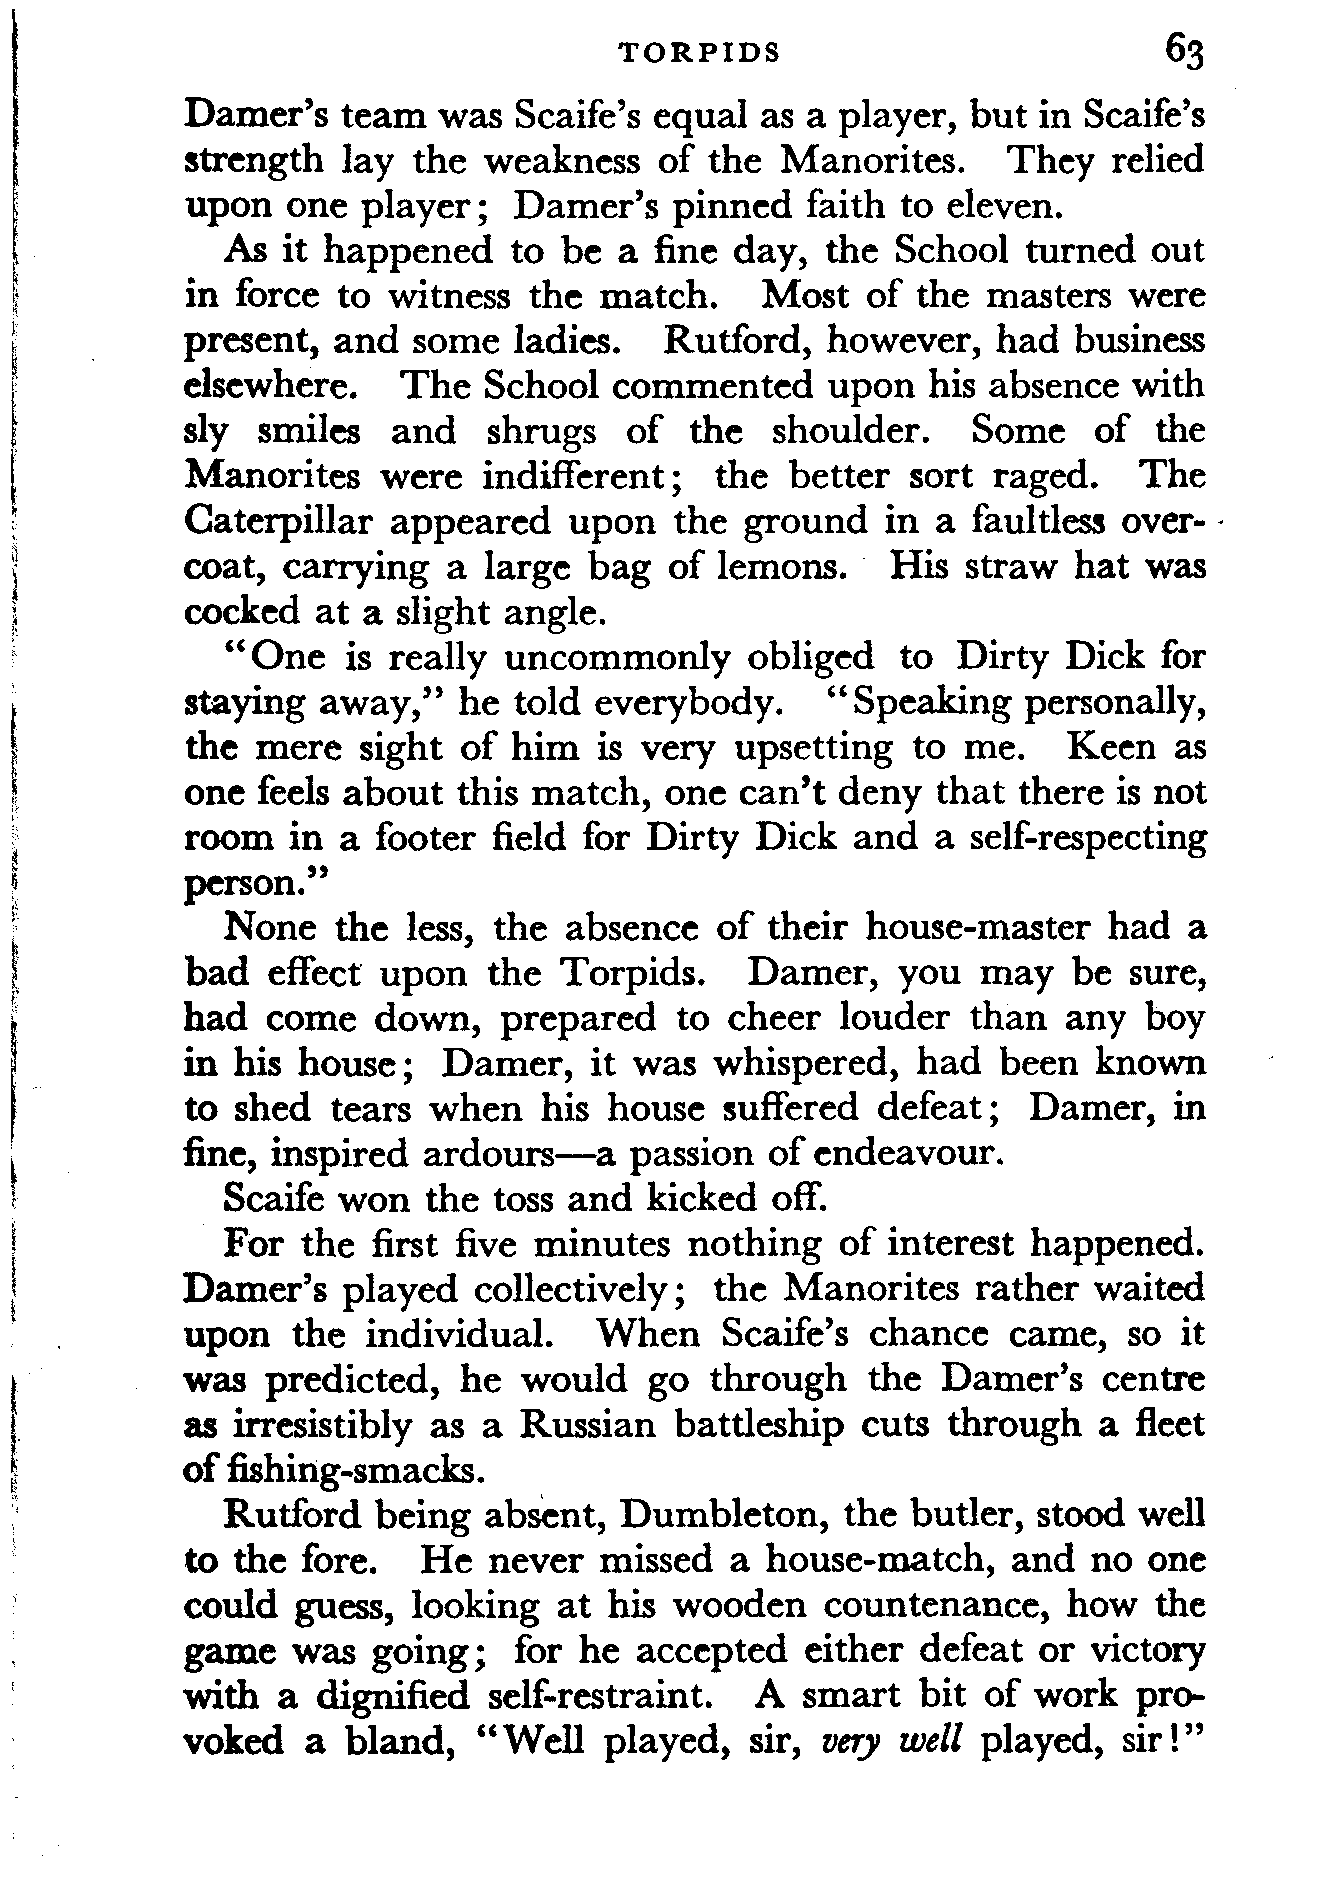 TORPIDS 63
Damer's team was Scaife's equal as a player, but in Scaife's
strength lay the weakness of the Manorites. They relied
upon one player; Damer's pinned faith to eleven.
As it happened to be a fine day, the School turned out
in force to witness the match. Most of the masters were
present, and some ladies. Rutford, however, had business
elsewhere. The School commented upon his absence with
sly smiles and shrugs of the shoulder. Some of the
Manorites were indifferent; the better sort raged. The
Caterpillar appeared upon the ground in a faultless over-
coat, carrying a large bag of lemons. His straw hat was
cocked at a slight angle.
"One is really uncommonly obliged to Dirty Dick for
staying away," he told everybody. "Speaking personally,
the mere sight of him is very upsetting to me. Keen as
one feels about this match, one can't deny that there is not
room in a footer field for Dirty Dick and a self-respecting
person."
None the less, the absence of their house-master had a
bad effect upon the Torpids. Damer, you may be sure,
had come down, prepared to cheer louder than any boy
in his house; Damer, it was whispered, had been known
to shed tears when his house suffered defeat; Damer, in
fine, inspired ardours—a passion of endeavour.
Scaife won the toss and kicked off.
For the first five minutes nothing of interest happened.
Damer's played collectively; the Manorites rather waited
upon the individual. When Scaife's chance came, so it
was predicted, he would go through the Damer's centre
as irresistibly as a Russian battleship cuts through a fleet
of fishing-smacks.
Rutford being absent, Dumbleton, the butler, stood well
to the fore. He never missed a house-match, and no one
could guess, looking at his wooden countenance, how the
game was going; for he accepted either defeat or victory
with a dignified self-restraint. A smart bit of work pro-
voked a bland, "Well played, sir, very well played, sir!"